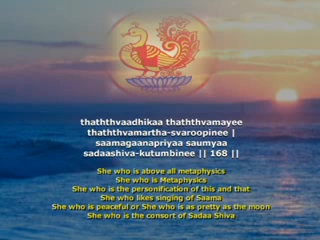 thaththvaadhikaa thaththvamayee
thaththvamartha-svaroopinee |
saamagaanapriyaa saumyaa
sadaashiva-kutumbinee || 168 ||
She who is above all metaphysics
She who is Metaphysics
She who is the personification of this and that
She who likes singing of Saama
She who is peaceful or She who is as pretty as the moon
She who is the consort of Sadaa Shiva